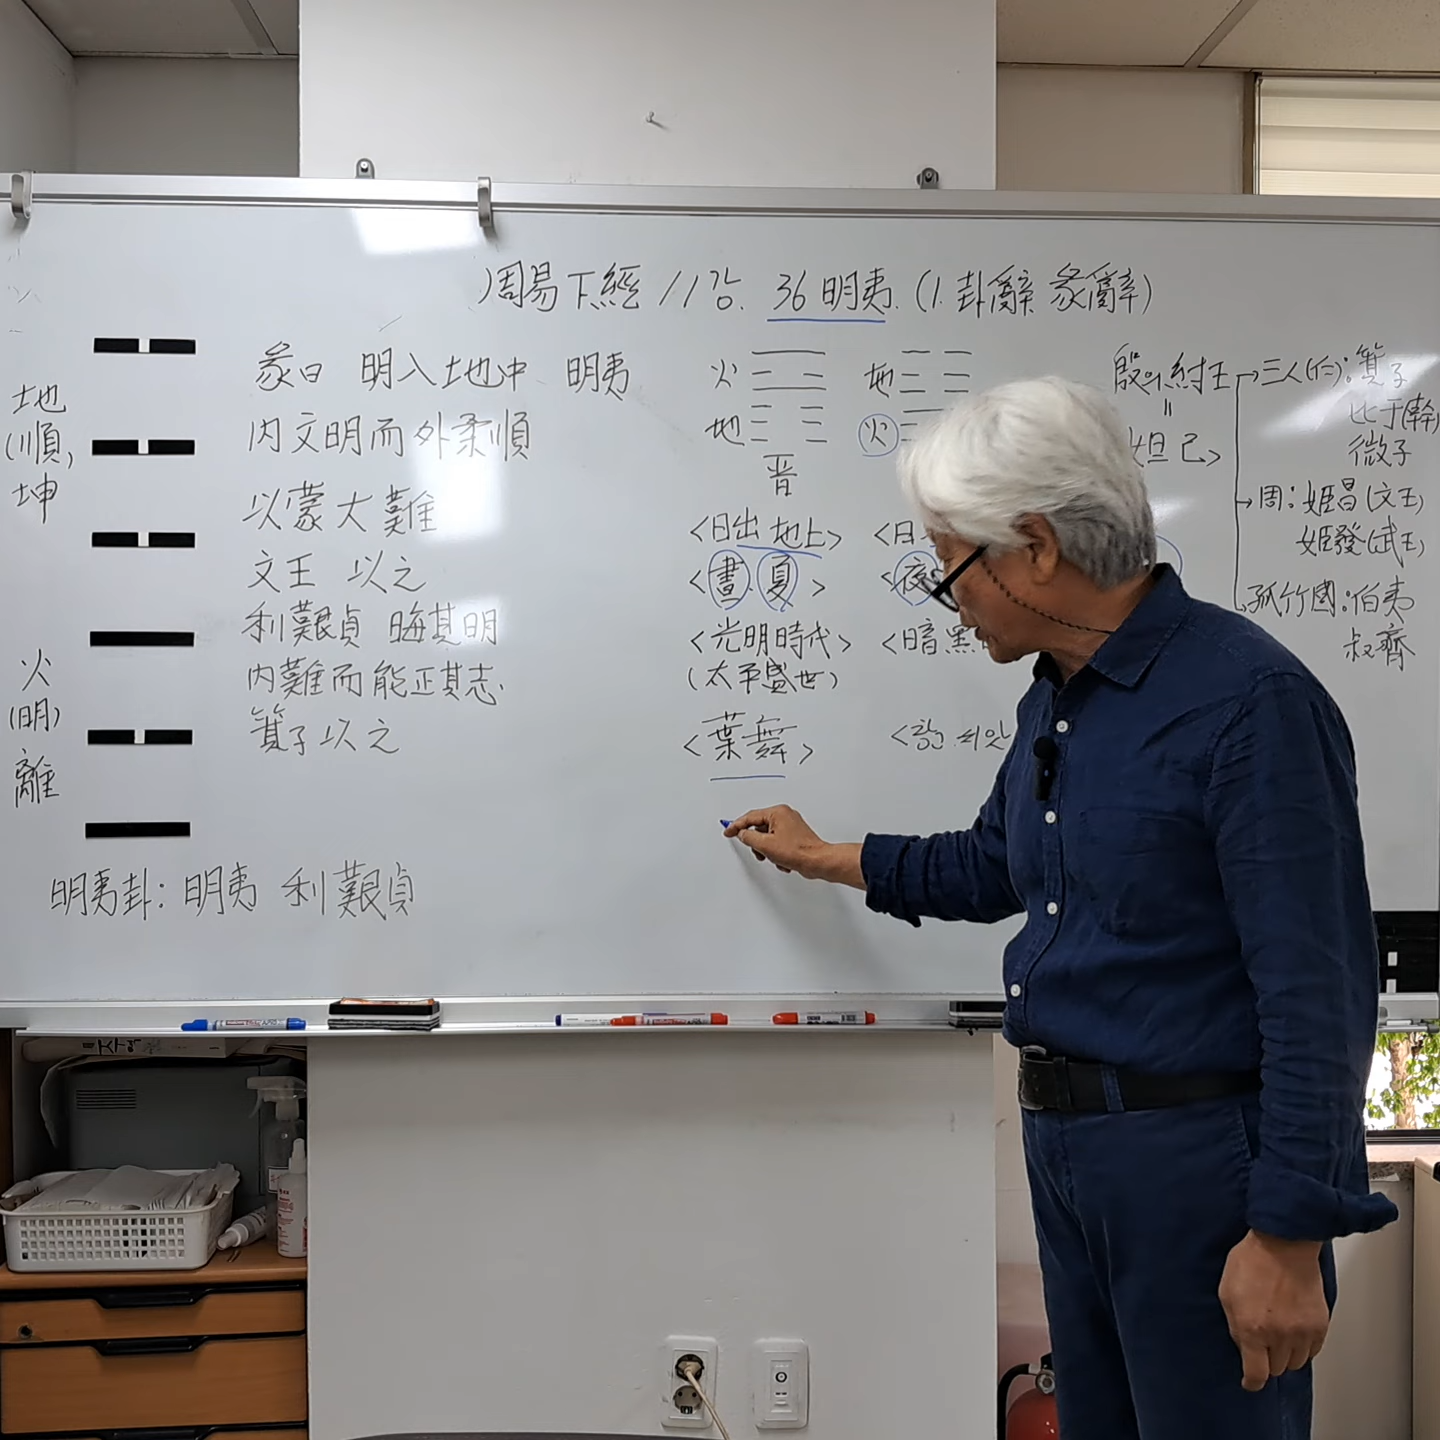 周易下經 11강. 36 明夷. (1. 卦辭 彖辭)
地
(順)
坤
火
(明)
離
彖曰 明入地中 明夷
內文明而外柔順
以蒙大難
文王 以之
利艱貞 晦其明
內難而能正其志.
箕子以之
明夷卦: 明夷 利艱貞
火
地
晋
<日出 地上>
<晝. 夏>
<光明時代>
(太平盛世)
<葉. 舞>
地
火
<日
<夜
<暗黑
殷 紂王
妲己>
三人(仁): 箕子
比干(幹)
微子
周: 姬昌(文王)
姬發(武王)
孤竹國: 伯夷
叔齊